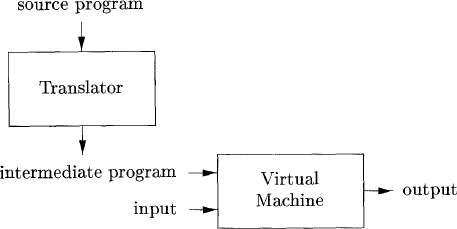 source program
Translator
intermediate program
input
Virtual
Machine
output